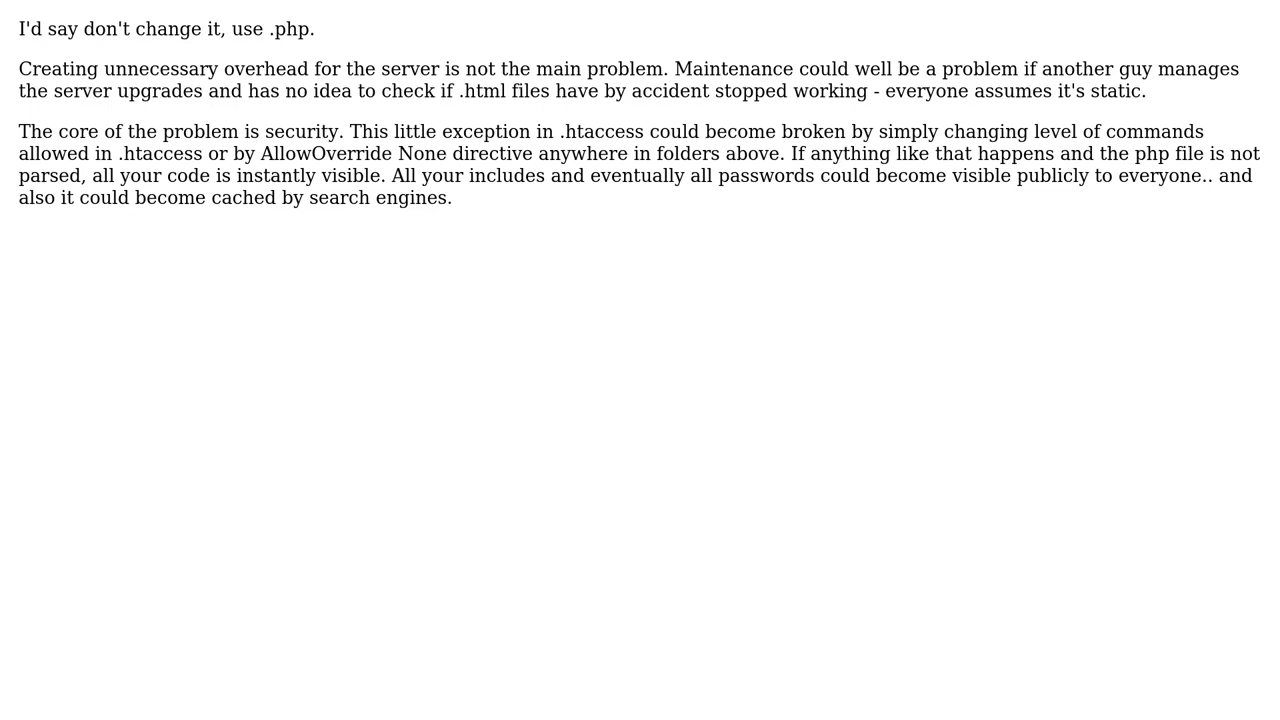 I'd say don't change it, use .php.
Creating unnecessary overhead for the server is not the main problem. Maintenance could well be a problem if another guy manages
the server upgrades and has no idea to check if .html files have by accident stopped working - everyone assumes it's static.
The core of the problem is security. This little exception in .htaccess could become broken by simply changing level of commands
allowed in .htaccess or by AllowOverride None directive anywhere in folders above. If anything like that happens and the php file is not
parsed, all your code is instantly visible. All your includes and eventually all passwords could become visible publicly to everyone.. and
also it could become cached by search engines.